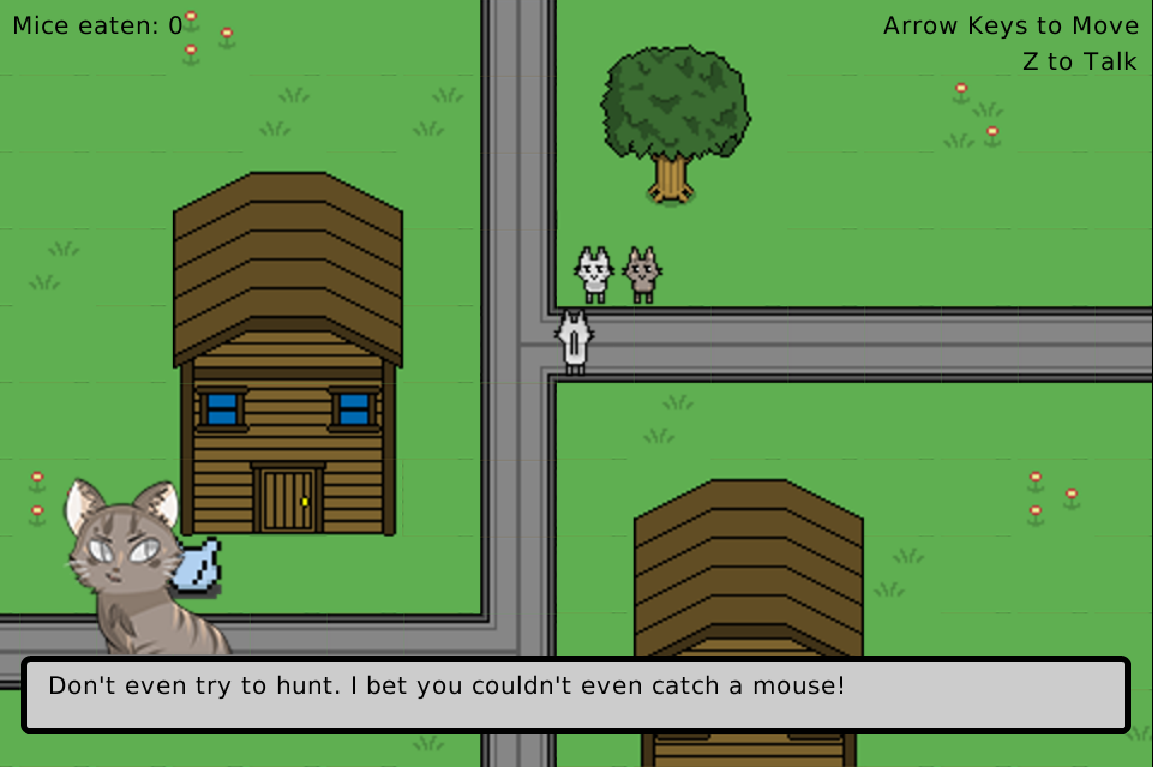 Mice eaten: 0
Arrow Keys to Move
Z to Talk
Don't even try to hunt. I bet you couldn't even catch a mouse!